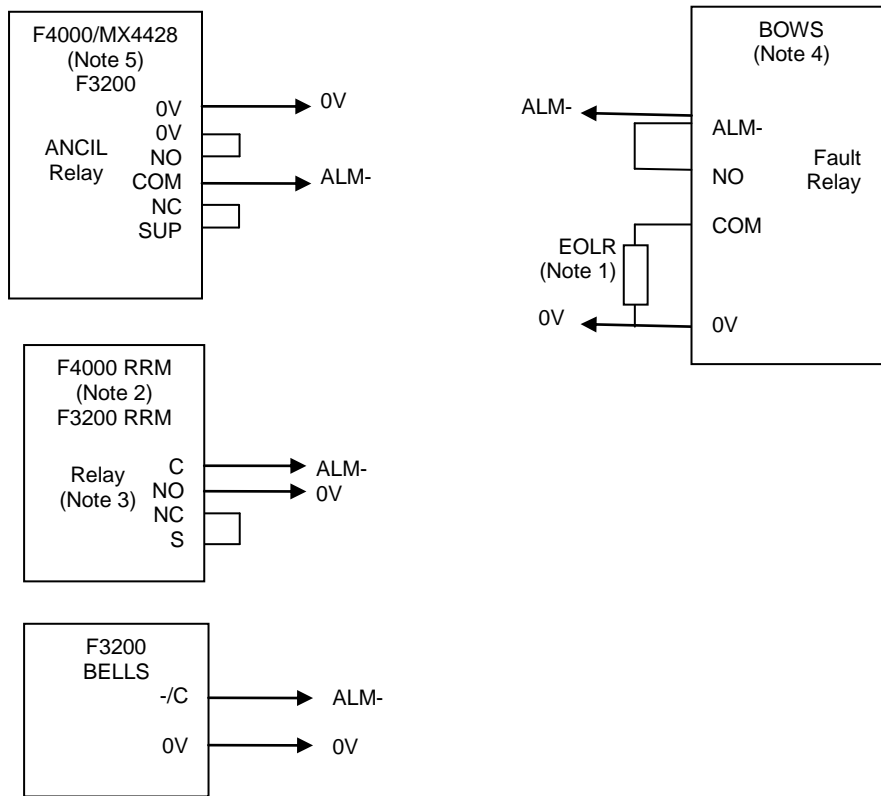 F4000/MX4428
(Note 5)
F3200
0V
0V
0V
NO
ANCIL
Relay
COM
ALM-
NC
SUP
BOWS
(Note 4)
ALM-
ALM-
NO
Fault
Relay
COM
EOLR
(Note 1)
0V
0V
F4000 RRM
(Note 2)
F3200 RRM
Relay
(Note 3)
C
ALM-
NO
0V
NC
S
F3200
BELLS
-/C
ALM-
0V
0V